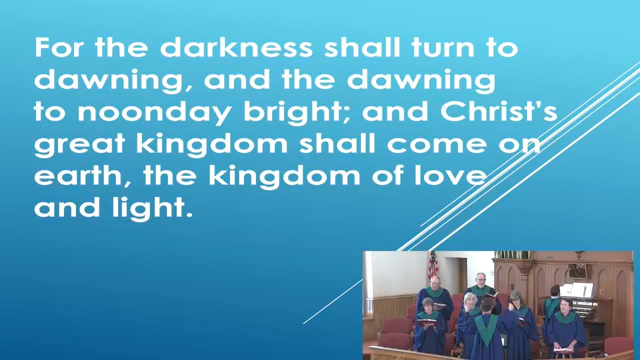 For the darkness shall turn to
dawning, and the dawning
to noonday bright; and Christ's
great kingdom shall come on
earth, the kingdom of love
and light.